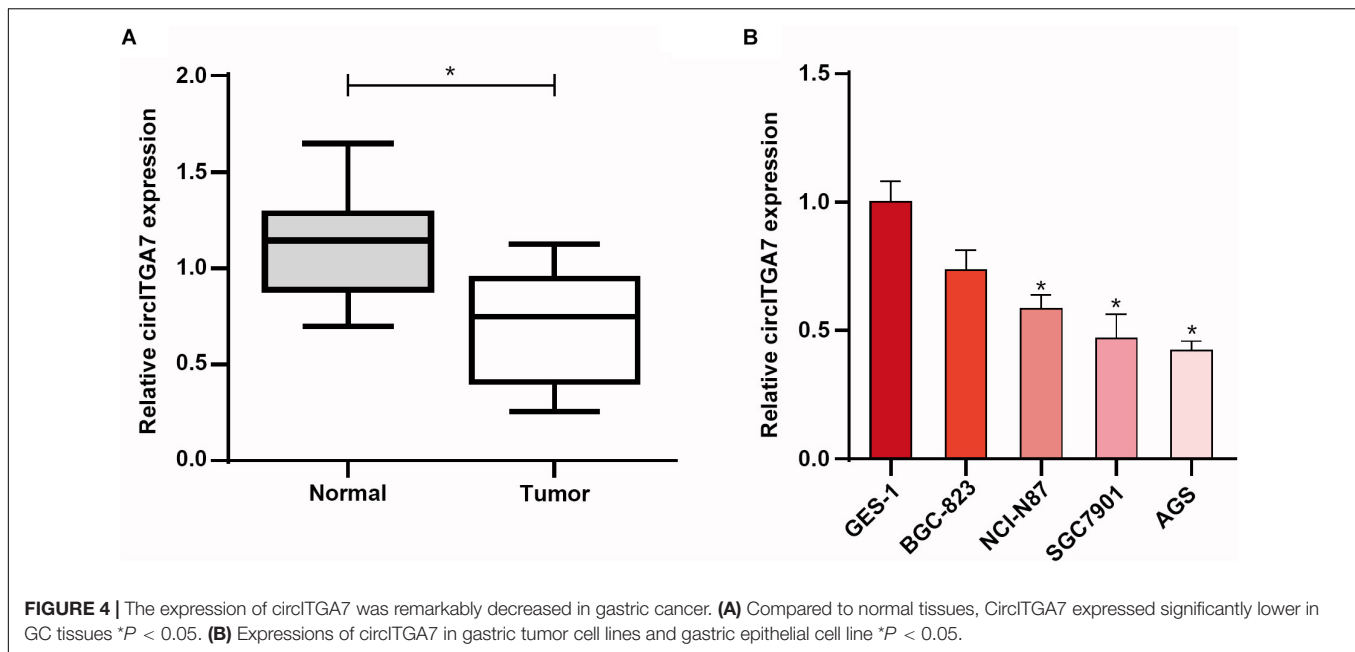 A
Relative circITGA7 expression
2.0
1.5
1.0
0.5
0.0
*
Normal
Tumor
B
Relative circITGA7 expression
1.5
1.0
0.5
0.0
*
*
*
GES-1
BGC-823
NCI-N87
SGC7901
AGS
FIGURE 4 | The expression of circITGA7 was remarkably decreased in gastric cancer. (A) Compared to normal tissues, CircITGA7 expressed significantly lower in
GC tissues *P < 0.05. (B) Expressions of circITGA7 in gastric tumor cell lines and gastric epithelial cell line *P < 0.05.